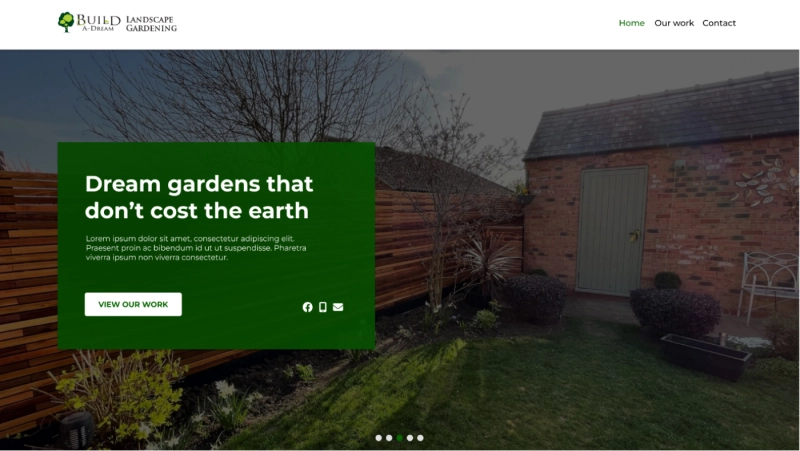 BUILD LANDSCAPE
A-DREAM GARDENING
Home Our work Contact
Dream gardens that
don’t cost the earth
Lorem ipsum dolor sit amet, consectetur adipiscing elit.
Praesent proin ac bibendum id ut ut suspendisse. Pharetra
viverra ipsum non viverra consectetur.
VIEW OUR WORK